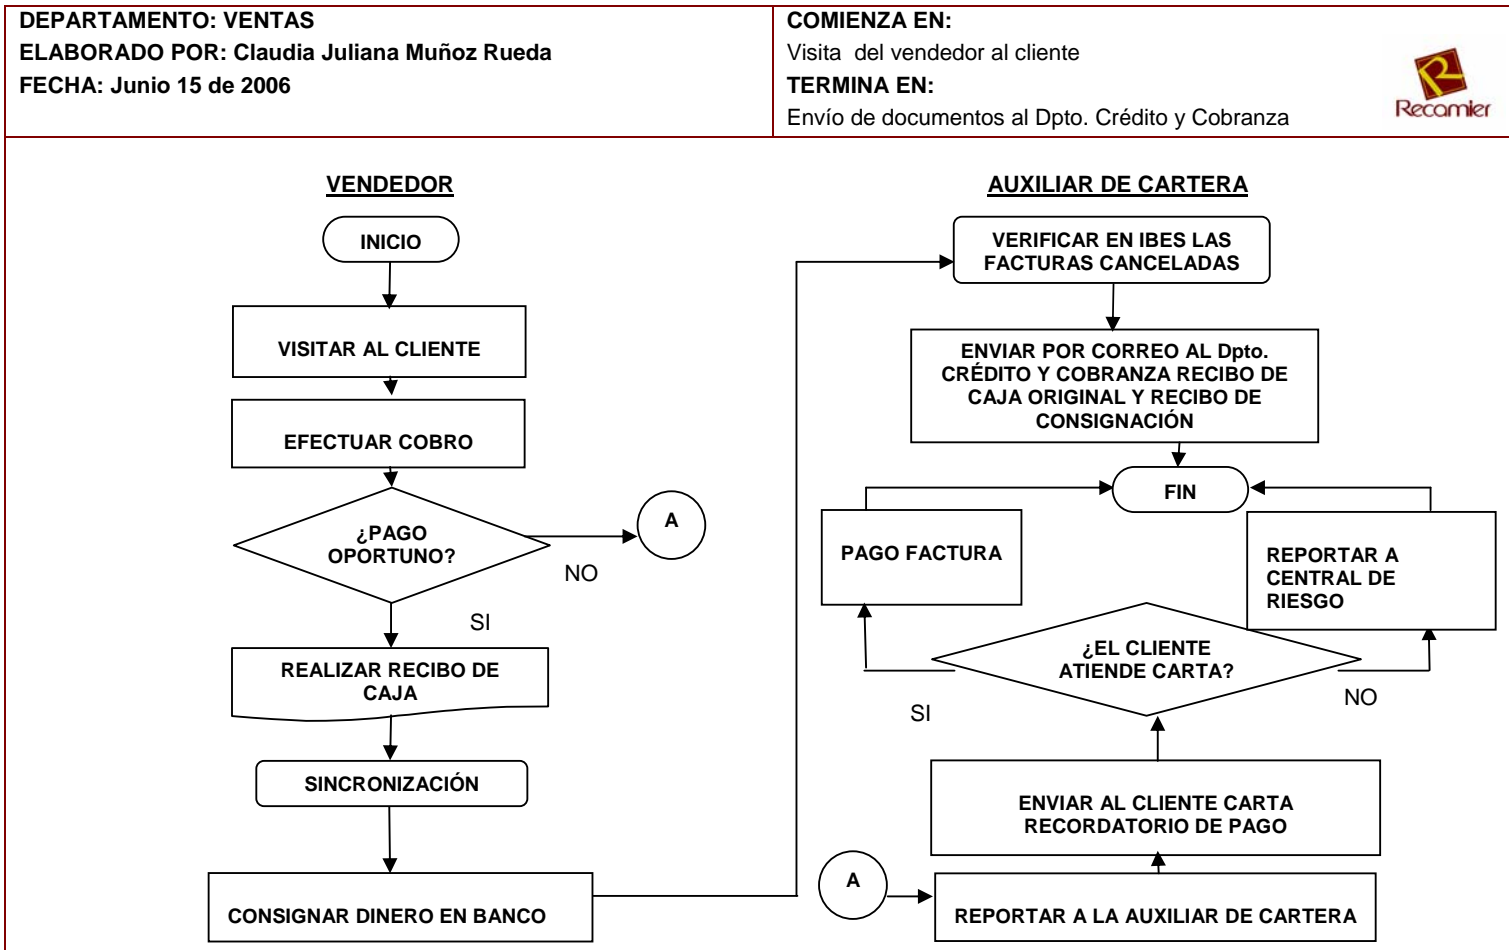 DEPARTAMENTO: VENTAS
ELABORADO POR: Claudia Juliana Muñoz Rueda
FECHA: Junio 15 de 2006
COMIENZA EN:
Visita del vendedor al cliente
TERMINA EN:
Envío de documentos al Dpto. Crédito y Cobranza
R
Recamier
VENDEDOR
INICIO
VISITAR AL CLIENTE
EFECTUAR COBRO
¿PAGO
OPORTUNO?
A
NO
SI
REALIZAR RECIBO DE
CAJA
SINCRONIZACIÓN
CONSIGNAR DINERO EN BANCO
AUXILIAR DE CARTERA
VERIFICAR EN IBES LAS
FACTURAS CANCELADAS
ENVIAR POR CORREO AL Dpto.
CRÉDITO Y COBRANZA RECIBO DE
CAJA ORIGINAL Y RECIBO DE
CONSIGNACIÓN
FIN
PAGO FACTURA
REPORTAR A
CENTRAL DE
RIESGO
¿EL CLIENTE
ATIENDE CARTA?
SI
NO
ENVIAR AL CLIENTE CARTA
RECORDATORIO DE PAGO
A
REPORTAR A LA AUXILIAR DE CARTERA